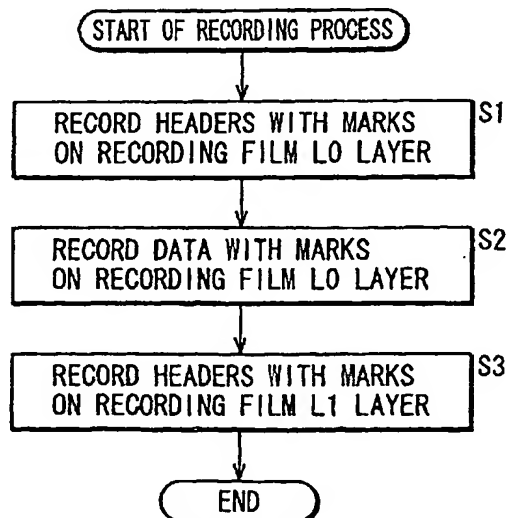 START OF RECORDING PROCESS
S1
RECORD HEADERS WITH MARKS
ON RECORDING FILM L0 LAYER
S2
RECORD DATA WITH MARKS
ON RECORDING FILM L0 LAYER
S3
RECORD HEADERS WITH MARKS
ON RECORDING FILM L1 LAYER
END